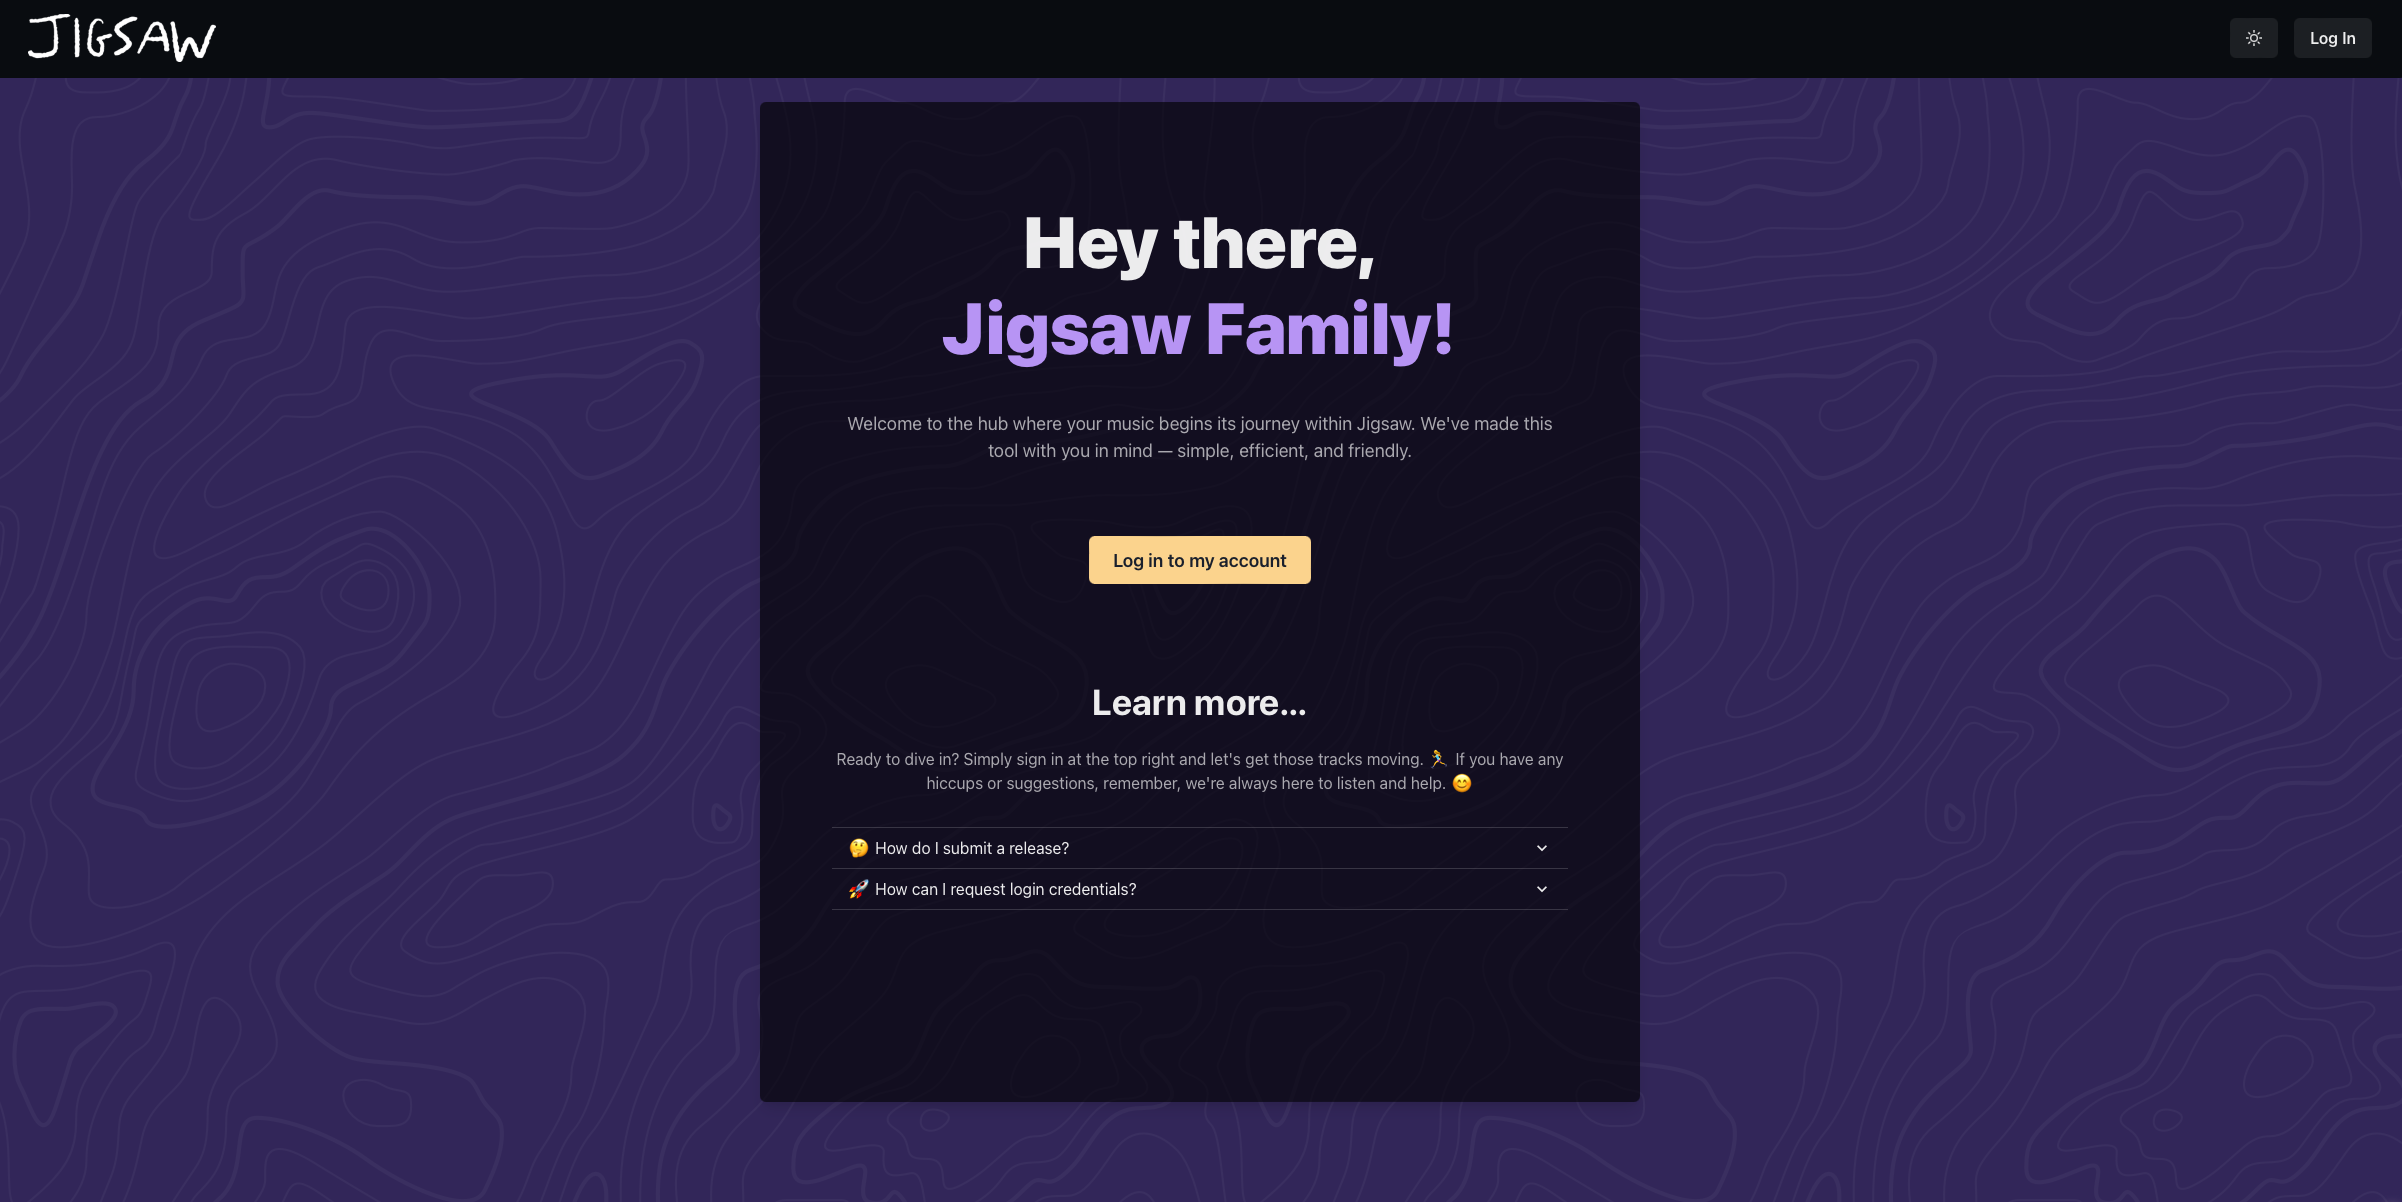 JIGSAW
Log In
Hey there,
Jigsaw Family!
Welcome to the hub where your music begins its journey within Jigsaw. We've made this
tool with you in mind — simple, efficient, and friendly.
Log in to my account
Learn more...
Ready to dive in? Simply sign in at the top right and let's get those tracks moving. 🏃 If you have any
hiccups or suggestions, remember, we're always here to listen and help. 😊
🤔 How do I submit a release?
🚀 How can I request login credentials?